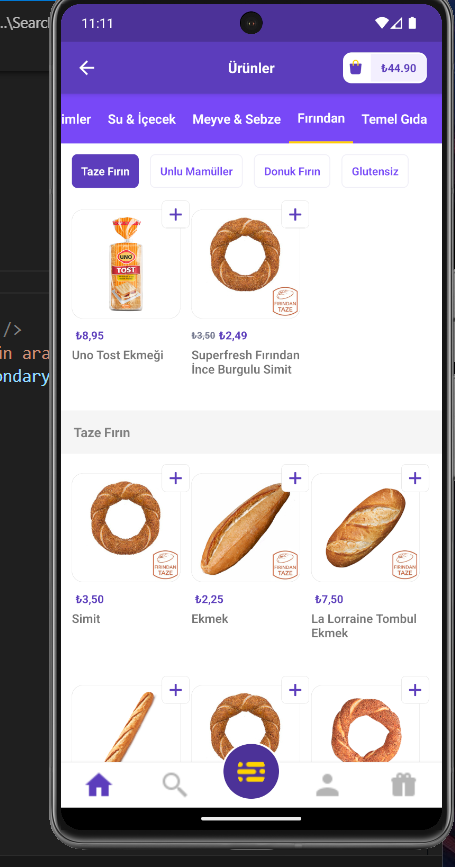 ..\Search
11:11
Ürünler
₺44.90
imler
Su & İçecek
Meyve & Sebze
Fırından
Temel Gıda
Taze Fırın
Unlu Mamüller
Donuk Fırın
Glutensiz
UNO
TOST
FIRINDAN
TAZE
₺8,95
₺3,50 ₺2,49
/>
Uno Tost Ekmeği
Superfresh Fırından
İnce Burgulu Simit
in ara
ondary
Taze Fırın
FIRINDAN
TAZE
FIRINDAN
TAZE
FIRINDAN
TAZE
₺3,50
₺2,25
₺7,50
Simit
Ekmek
La Lorraine Tombul
Ekmek